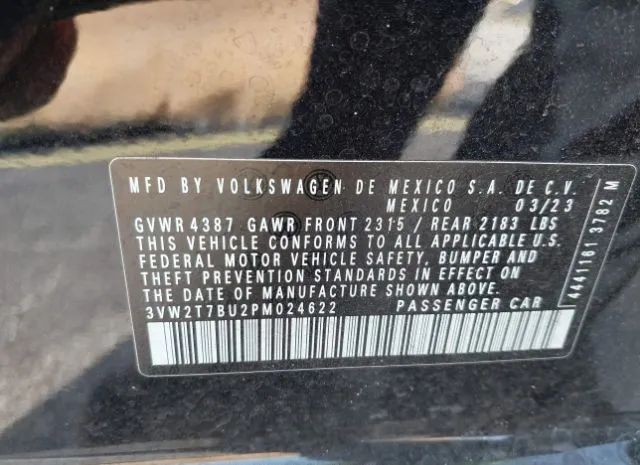 MFD BY VOLKSWAGEN DE MEXICO S.A. DE C.V.
MEXICO 03/23
GVWR 4387 GAWR FRONT 2315 / REAR 2183 LBS
THIS VEHICLE CONFORMS TO ALL APPLICABLE U.S.
FEDERAL MOTOR VEHICLE SAFETY, BUMPER AND
THEFT PREVENTION STANDARDS IN EFFECT ON
THE DATE OF MANUFACTURE SHOWN ABOVE.
3VW2T7BU2PM024622 PASSENGER CAR
4441161 3782 M